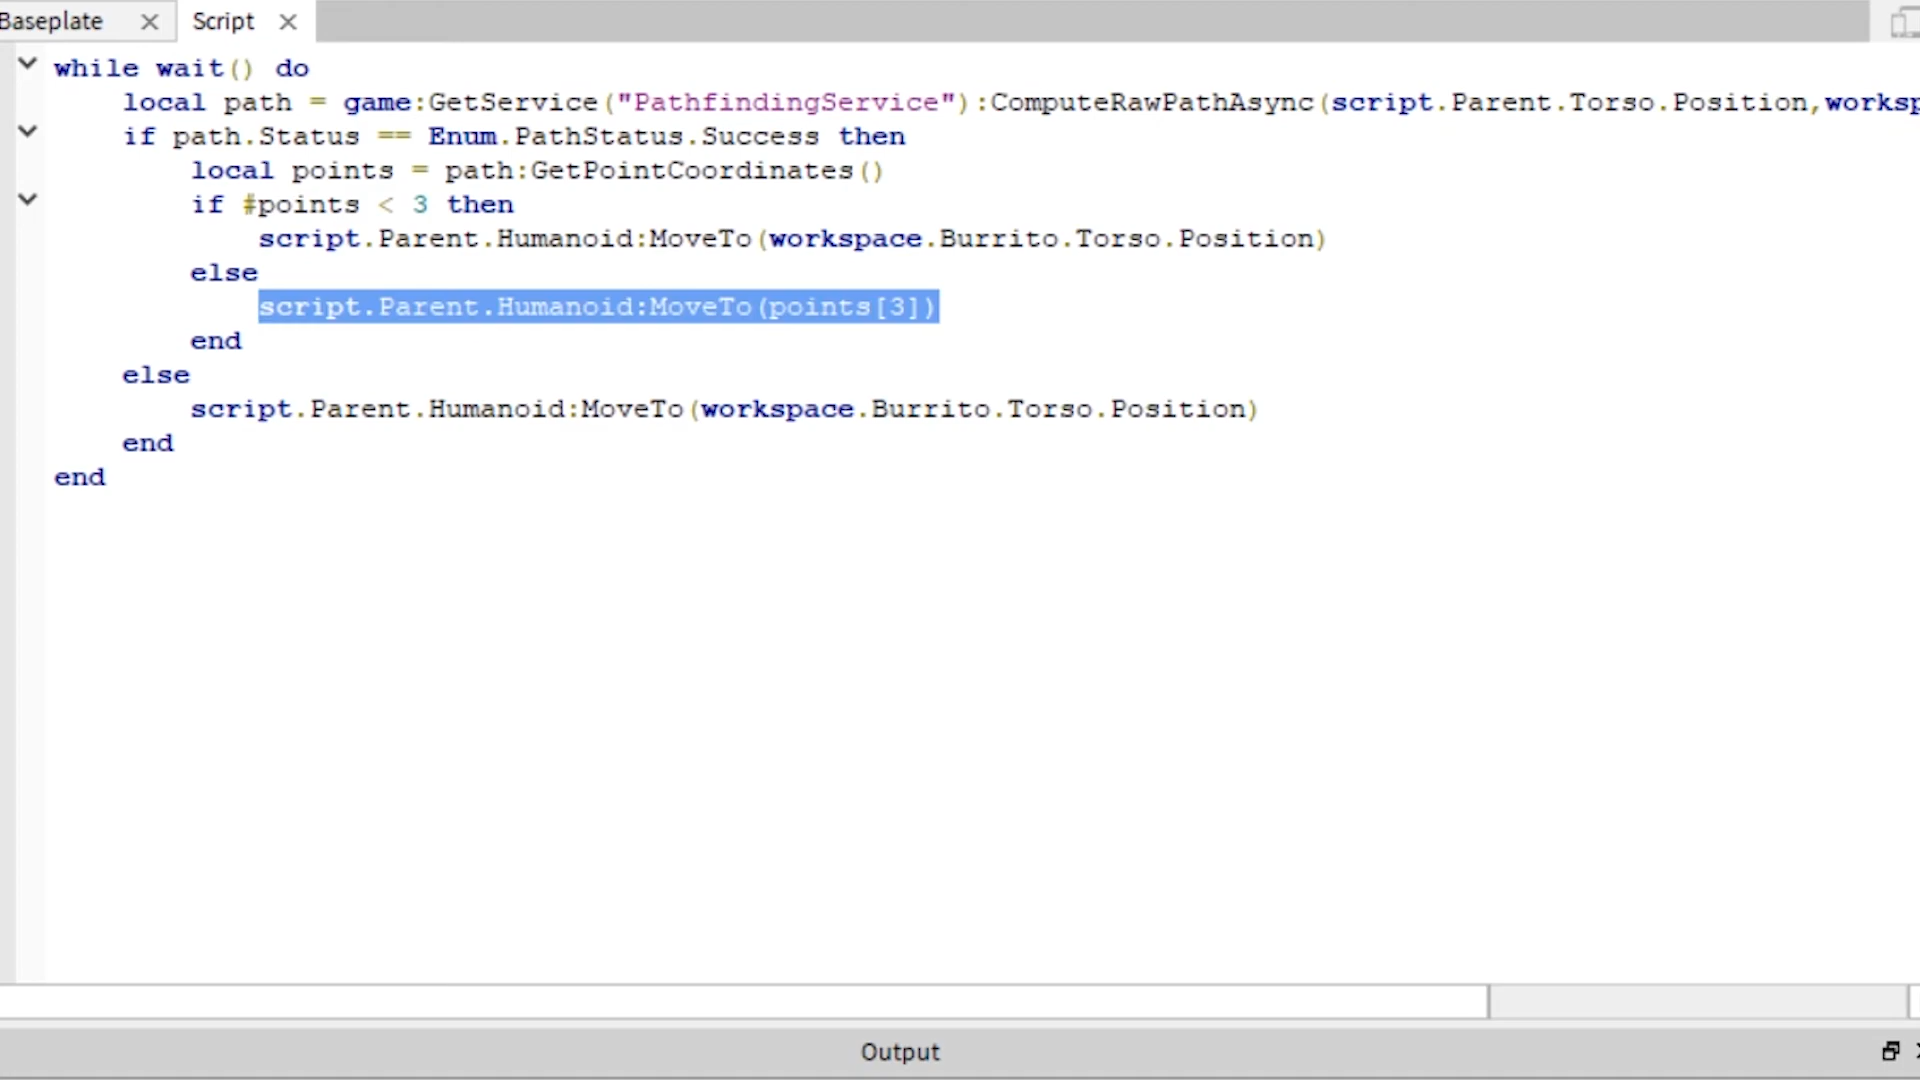 Baseplate
Script
while wait() do
local path = game:GetService("PathfindingService"):ComputeRawPathAsync(script.Parent.Torso.Position,worksp
if path.Status == Enum.PathStatus.Success then
local points = path:GetPointCoordinates()
if #points < 3 then
script.Parent.Humanoid:MoveTo(workspace.Burrito.Torso.Position)
else
script.Parent.Humanoid:MoveTo(points[3])
end
else
script.Parent.Humanoid:MoveTo(workspace.Burrito.Torso.Position)
end
end
Output